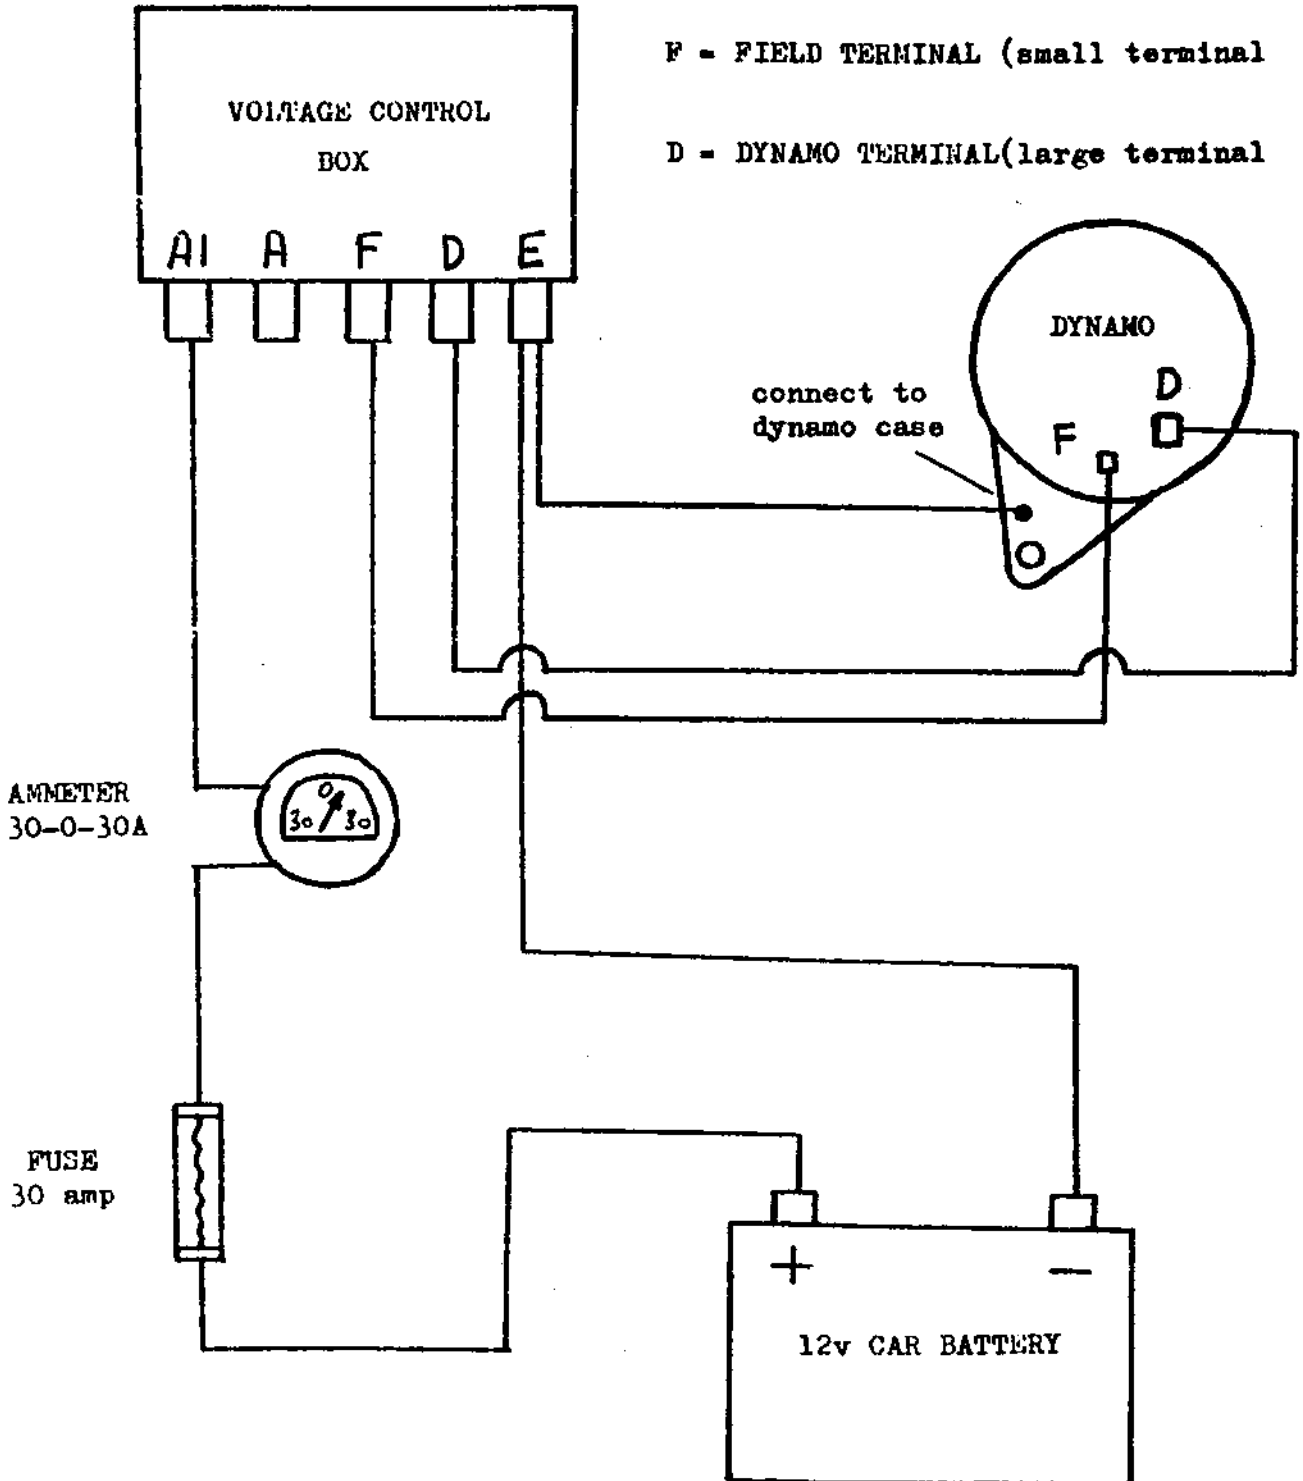 F = FIELD TERMINAL (small terminal
D = DYNAMO TERMINAL(large terminal
VOLTAGE CONTROL
BOX
A1 A F D E
DYNAMO
D
F
connect to
dynamo case
AMMETER
30-0-30A
0
30 30
FUSE
30 amp
+ −
12v CAR BATTERY